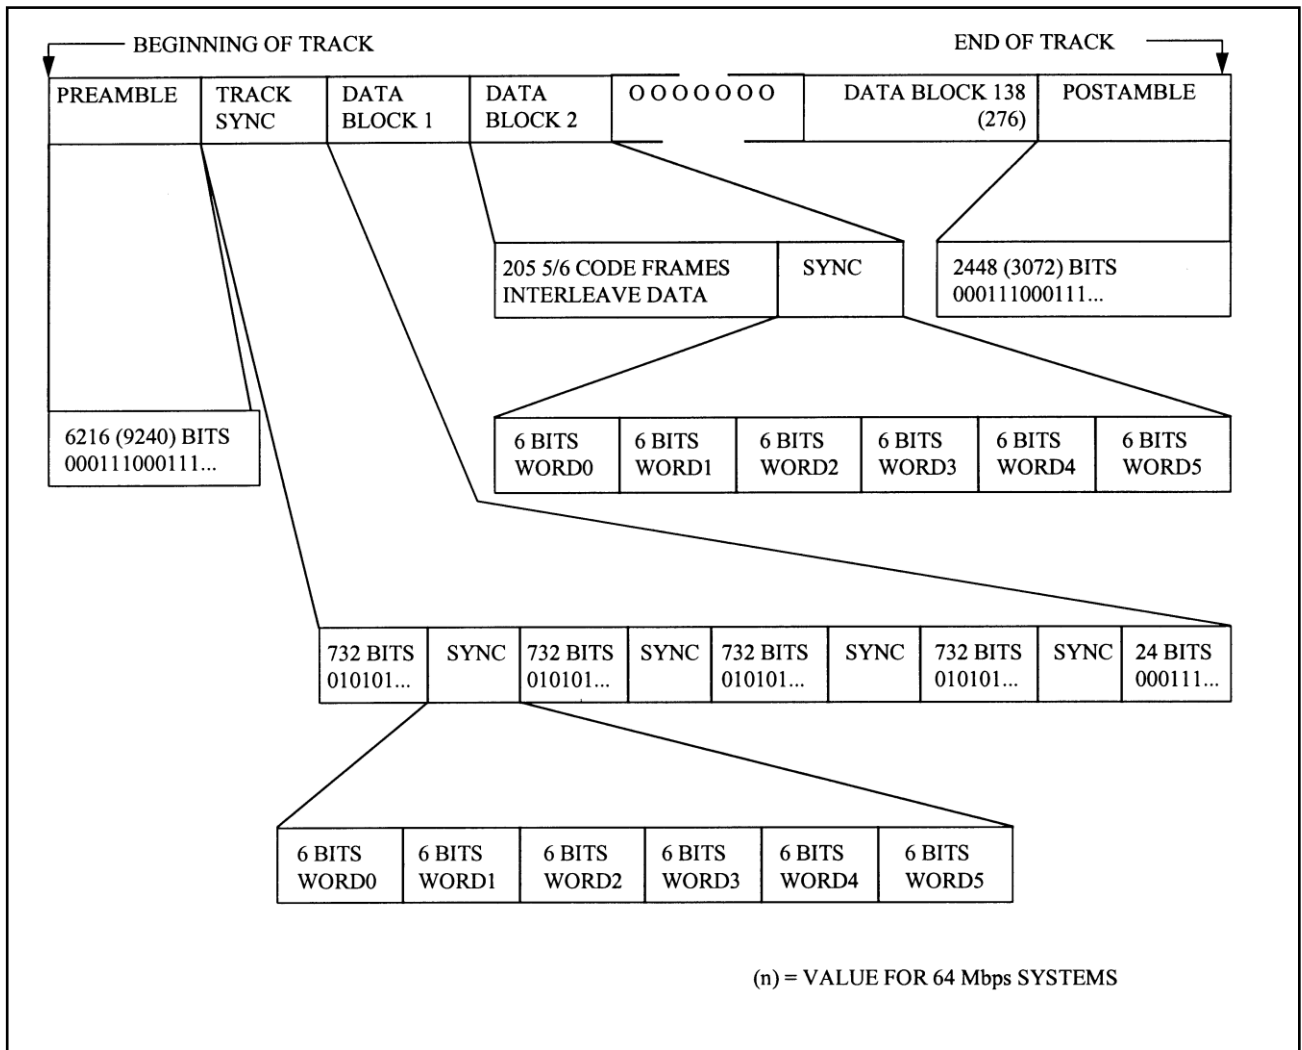 BEGINNING OF TRACK
END OF TRACK
PREAMBLE
TRACK
SYNC
DATA
BLOCK 1
DATA
BLOCK 2
O O O O O O O
DATA BLOCK 138
(276)
POSTAMBLE
205 5/6 CODE FRAMES
INTERLEAVE DATA
SYNC
2448 (3072) BITS
000111000111...
6216 (9240) BITS
000111000111...
6 BITS
WORD0
6 BITS
WORD1
6 BITS
WORD2
6 BITS
WORD3
6 BITS
WORD4
6 BITS
WORD5
732 BITS
010101...
SYNC
732 BITS
010101...
SYNC
732 BITS
010101...
SYNC
732 BITS
010101...
SYNC
24 BITS
000111...
6 BITS
WORD0
6 BITS
WORD1
6 BITS
WORD2
6 BITS
WORD3
6 BITS
WORD4
6 BITS
WORD5
(n) = VALUE FOR 64 Mbps SYSTEMS